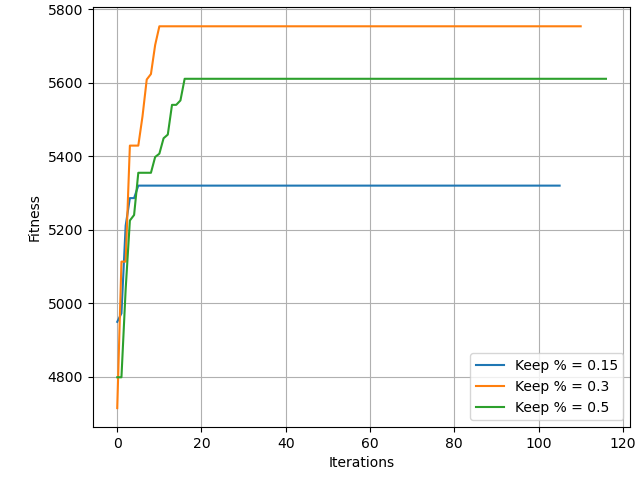 5800
5600
5400
5200
5000
4800
Fitness
0 20 40 60 80 100 120
Iterations
Keep % = 0.15
Keep % = 0.3
Keep % = 0.5